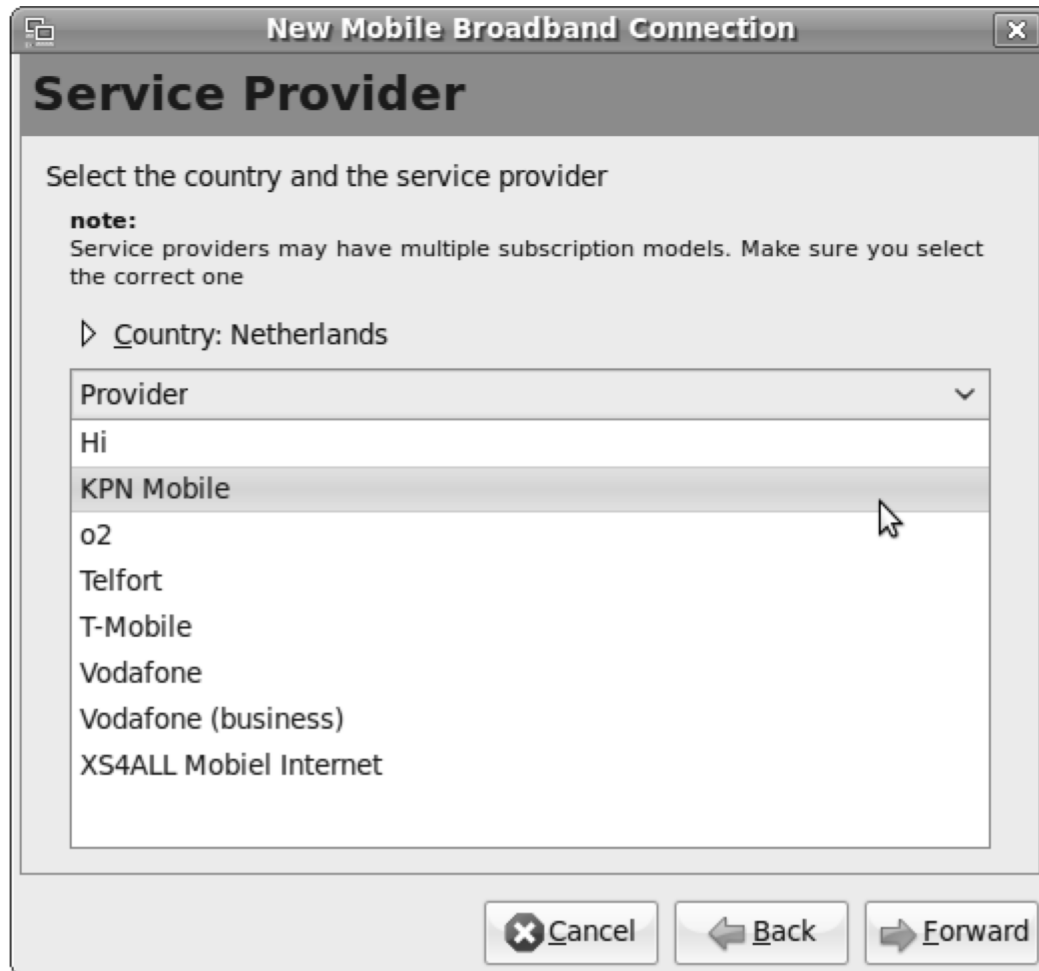 New Mobile Broadband Connection
Service Provider
Select the country and the service provider
note:
Service providers may have multiple subscription models. Make sure you select
the correct one
Country: Netherlands
Provider
Hi
KPN Mobile
o2
Telfort
T-Mobile
Vodafone
Vodafone (business)
XS4ALL Mobiel Internet
Cancel Back Forward